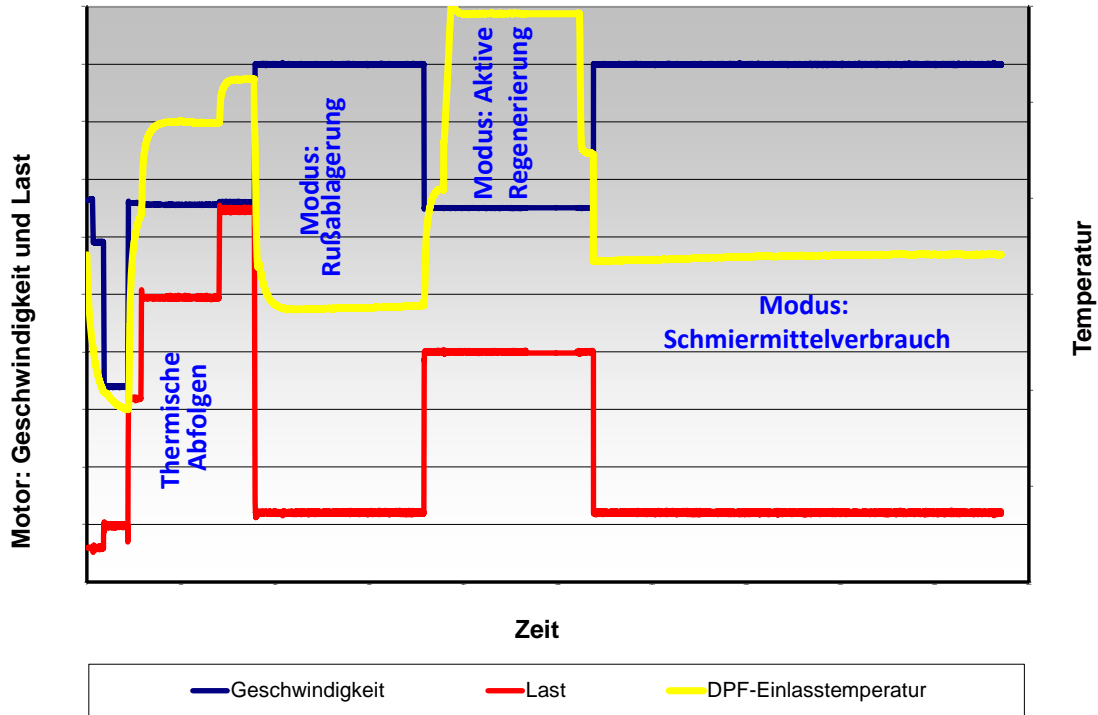 Motor: Geschwindigkeit und Last
Thermische
Abfolgen
Modus:
Rußablagerung
Modus: Aktive
Regenerierung
Modus:
Schmiermittelverbrauch
Temperatur
Zeit
Geschwindigkeit
Last
DPF-Einlasstemperatur